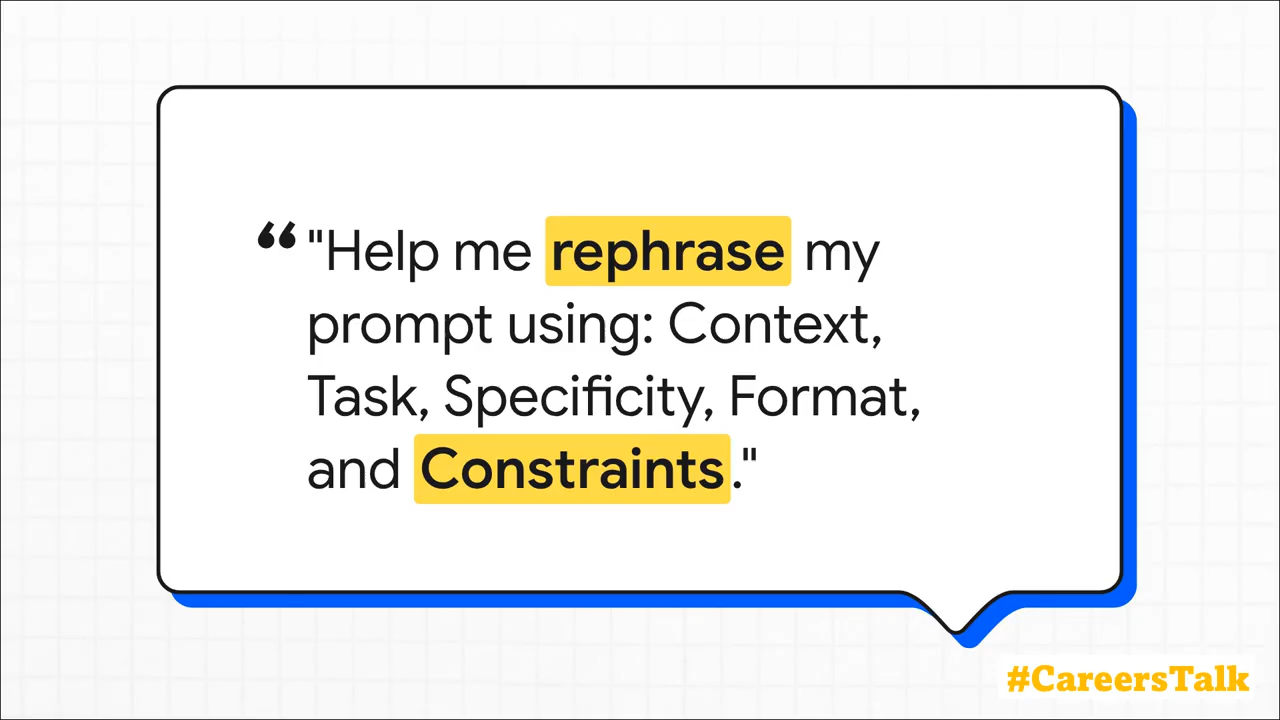 “ "Help me rephrase my
prompt using: Context,
Task, Specificity, Format,
and Constraints."
#CareersTalk